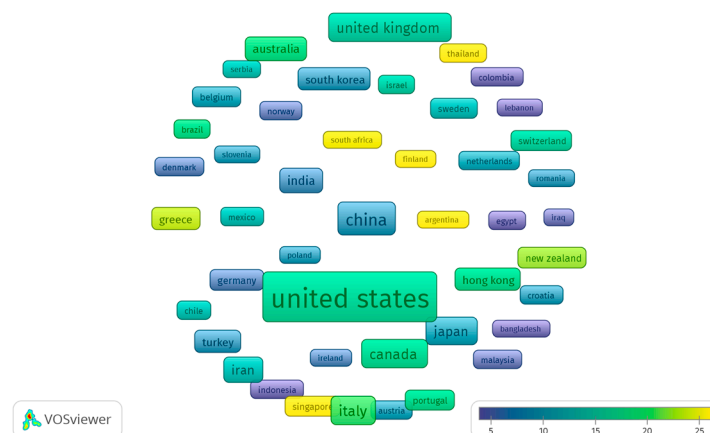 united kingdom
australia
thailand
serbia
south korea
colombia
israel
belgium
norway
sweden
lebanon
brazil
switzerland
south africa
slovenia
finland
netherlands
denmark
india
romania
greece
mexico
china
argentina
egypt
iraq
poland
new zealand
germany
hong kong
united states
croatia
chile
japan
bangladesh
turkey
canada
ireland
malaysia
iran
indonesia
singapore
italy
austria
portugal
VOSviewer
5 10 15 20 25